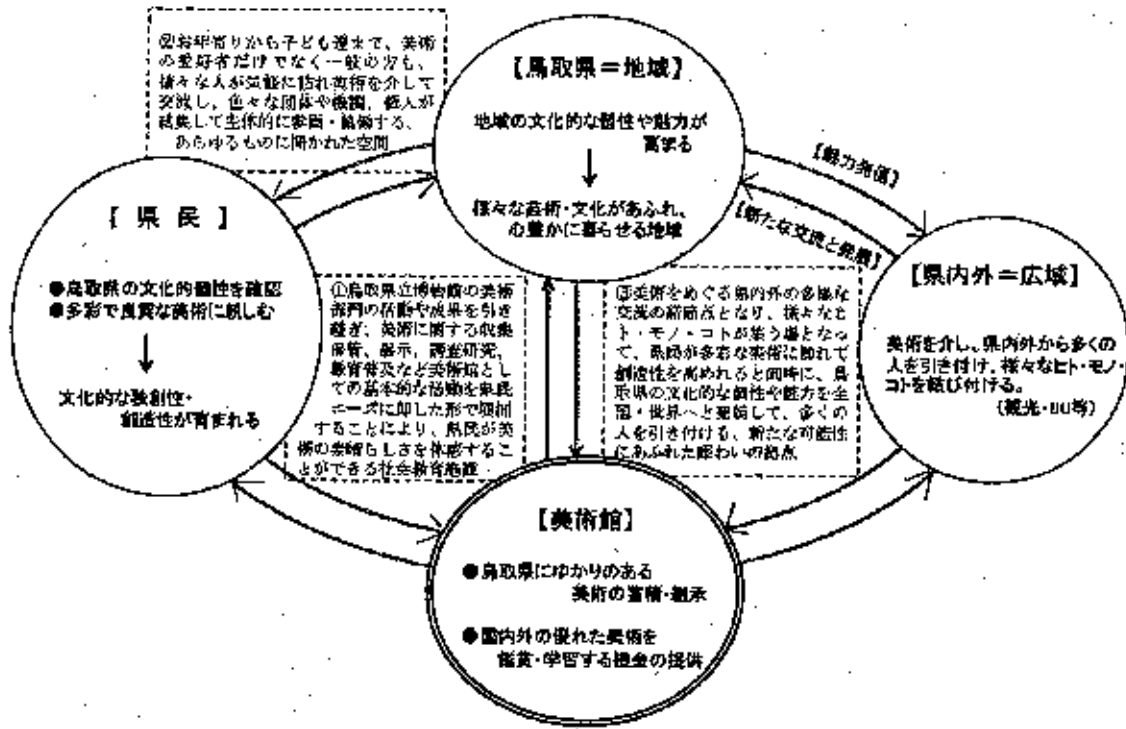 ②お年寄りから子ども達まで、美術
の愛好者だけでなく一般の方も、
様々な人が気軽に訪れ美術を介して
交流し、色々な団体や機関、個人が
結集して主体的に参画・協働する、
あらゆるものに開かれた空間
【鳥取県＝地域】
地域の文化的な個性や魅力が
高まる
様々な芸術・文化があふれ、
心豊かに暮らせる地域
【魅力発信】
【新たな交流と発展】
【県民】
●鳥取県の文化的個性を確認
●多彩で良質な美術に親しむ
文化的な独創性・
創造性が育まれる
①鳥取県立博物館の美術
部門の活動や成果を引き
継ぎ、美術に関する収集
保管、展示、調査研究、
教育普及など美術館とし
ての基本的な活動を県民
ニーズに即した形で展開
することにより、県民が美
術の素晴らしさを体感するこ
とができる社会教育施設
③美術をめぐる県内外の多様な
交流の結節点となり、様々なヒ
ト・モノ・コトが集う場となっ
て、県民が多彩な美術に触れて
創造性を高めると同時に、鳥
取県の文化的な個性や魅力を全
国・世界へと発信して、多くの
人を引き付ける、新たな可能性
にあふれた賑わいの拠点
【県内外＝広域】
美術を介し、県内外から多くの
人を引き付け、様々なヒト・モノ・
コトを結び付ける。
（観光・等）
【美術館】
●鳥取県にゆかりのある
美術の蓄積・継承
●国内外の優れた美術を
鑑賞・学習する機会の提供